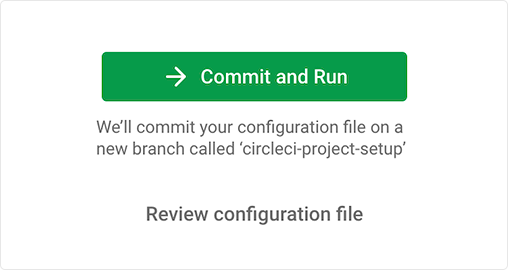 Commit and Run
We’ll commit your configuration file on a
new branch called ‘circleci-project-setup’
Review configuration file